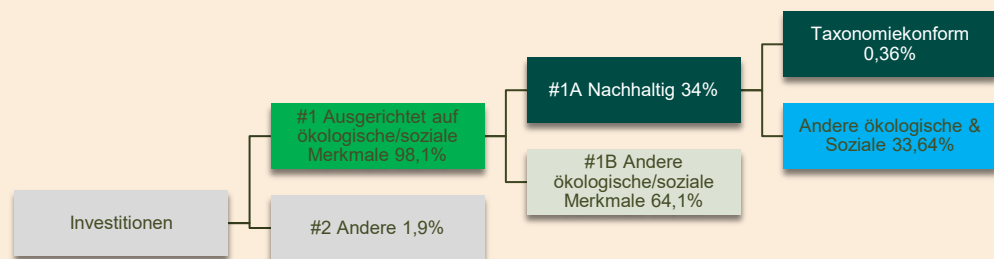 Investitionen
#1 Ausgerichtet auf
ökologische/soziale
Merkmale 98,1%
#2 Andere 1,9%
#1A Nachhaltig 34%
#1B Andere
ökologische/soziale
Merkmale 64,1%
Taxonomiekonform
0,36%
Andere ökologische &
Soziale 33,64%